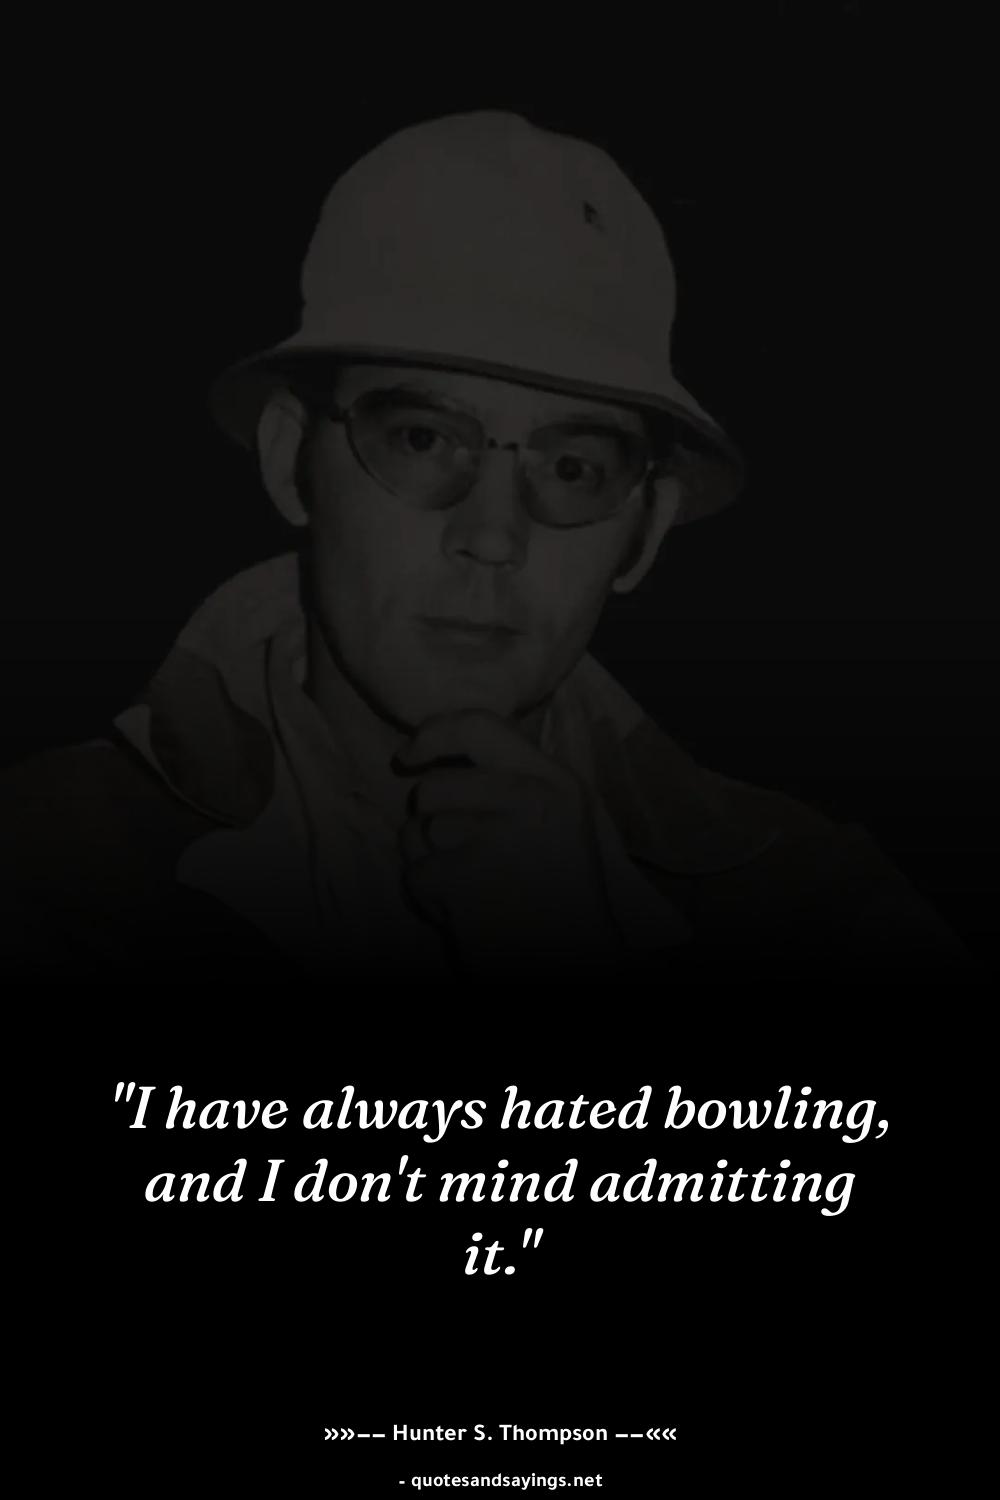 "I have always hated bowling,
and I don't mind admitting
it."
»»−− Hunter S. Thompson −−««
- quotesandsayings.net